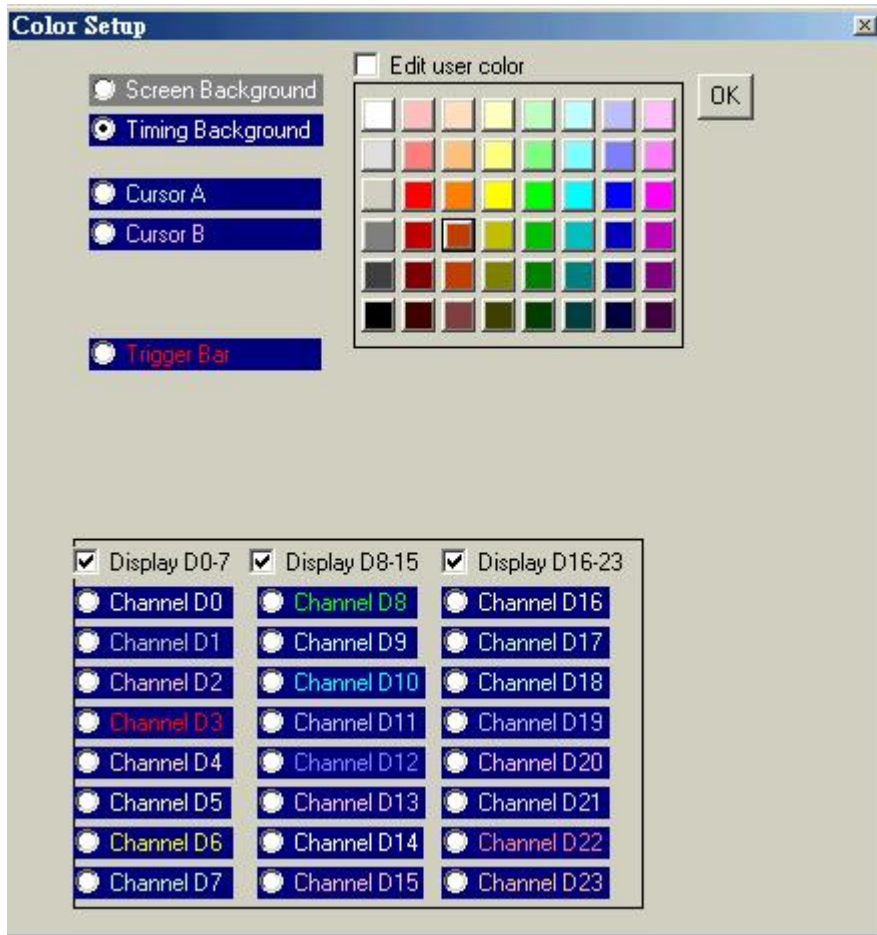 Color Setup
Edit user color
OK
Screen Background
Timing Background
Cursor A
Cursor B
Trigger Bar
Display D0-7 Display D8-15 Display D16-23
Channel D0 Channel D8 Channel D16
Channel D1 Channel D9 Channel D17
Channel D2 Channel D10 Channel D18
Channel D3 Channel D11 Channel D19
Channel D4 Channel D12 Channel D20
Channel D5 Channel D13 Channel D21
Channel D6 Channel D14 Channel D22
Channel D7 Channel D15 Channel D23